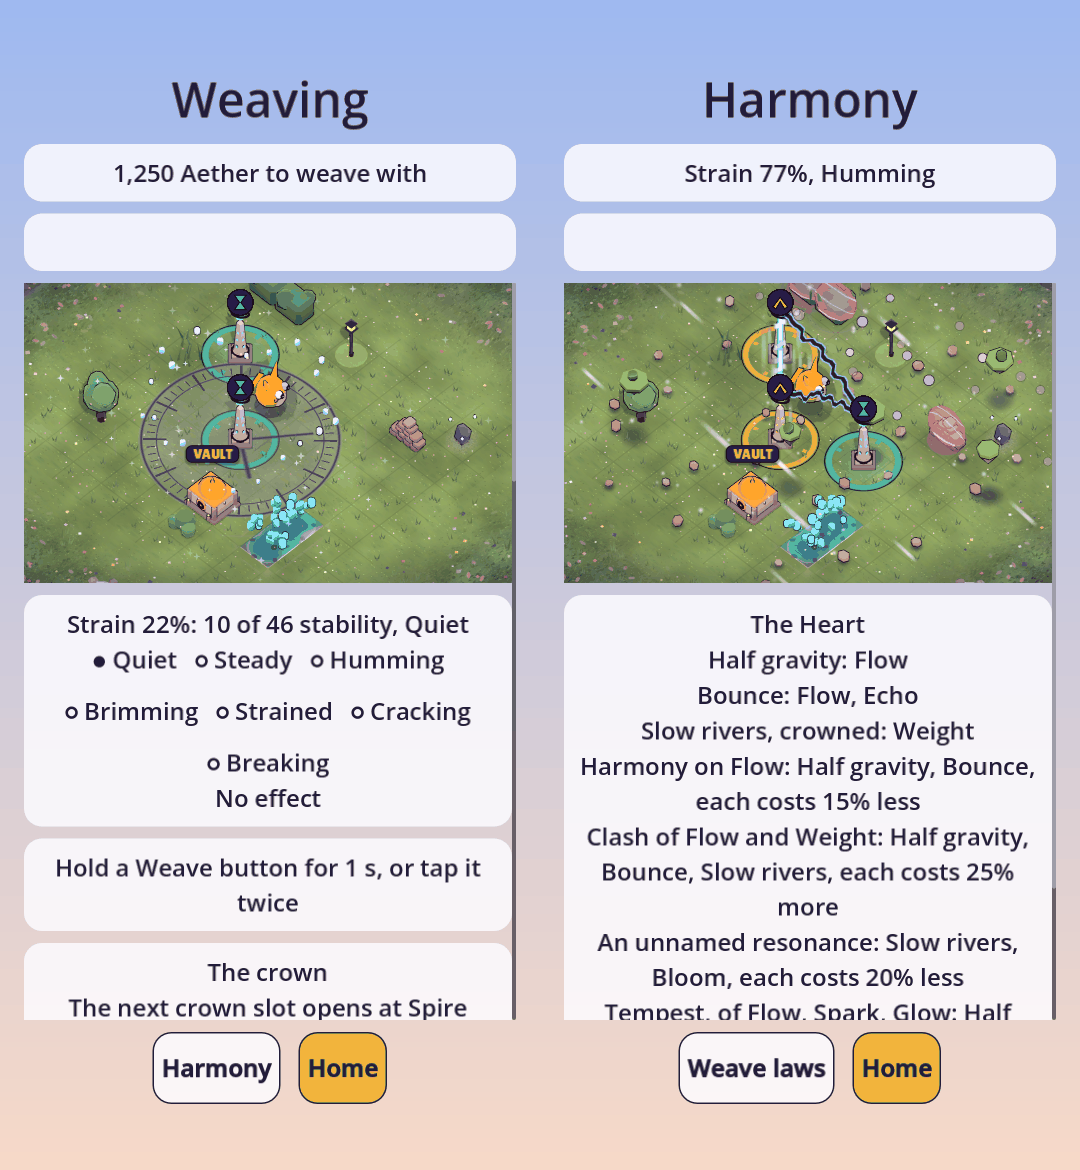 Weaving
1,250 Aether to weave with
VAULT
Strain 22%: 10 of 46 stability, Quiet
Quiet Steady Humming
Brimming Strained Cracking
Breaking
No effect
Hold a Weave button for 1 s, or tap it
twice
The crown
The next crown slot opens at Spire
Harmony
Home
Harmony
Strain 77%, Humming
VAULT
The Heart
Half gravity: Flow
Bounce: Flow, Echo
Slow rivers, crowned: Weight
Harmony on Flow: Half gravity, Bounce,
each costs 15% less
Clash of Flow and Weight: Half gravity,
Bounce, Slow rivers, each costs 25%
more
An unnamed resonance: Slow rivers,
Bloom, each costs 20% less
Tempest, of Flow, Spark, Glow: Half
Weave laws
Home